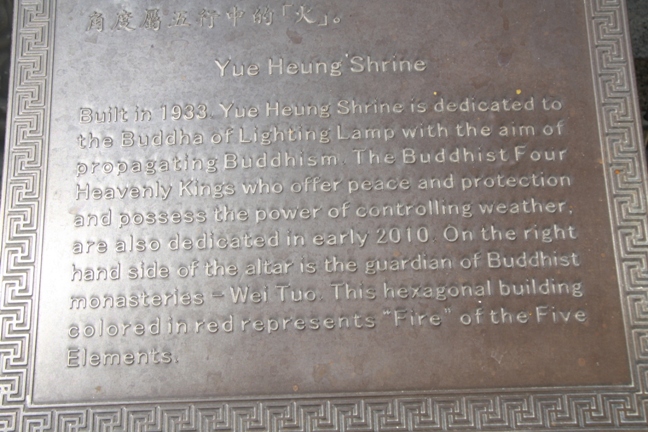 廟度屬五行中的「火」。
Yue Heung Shrine
Built in 1933. Yue Heung Shrine is dedicated to
the Buddha of Lighting Lamp with the aim of
propagating Buddhism. The Buddhist Four
Heavenly Kings who offer peace and protection
and possess the power of controlling weather,
are also dedicated in early 2010. On the right
hand side of the altar is the guardian of Buddhist
monasteries – Wei Tuo. This hexagonal building
colored in red represents "Fire" of the Five
Elements.